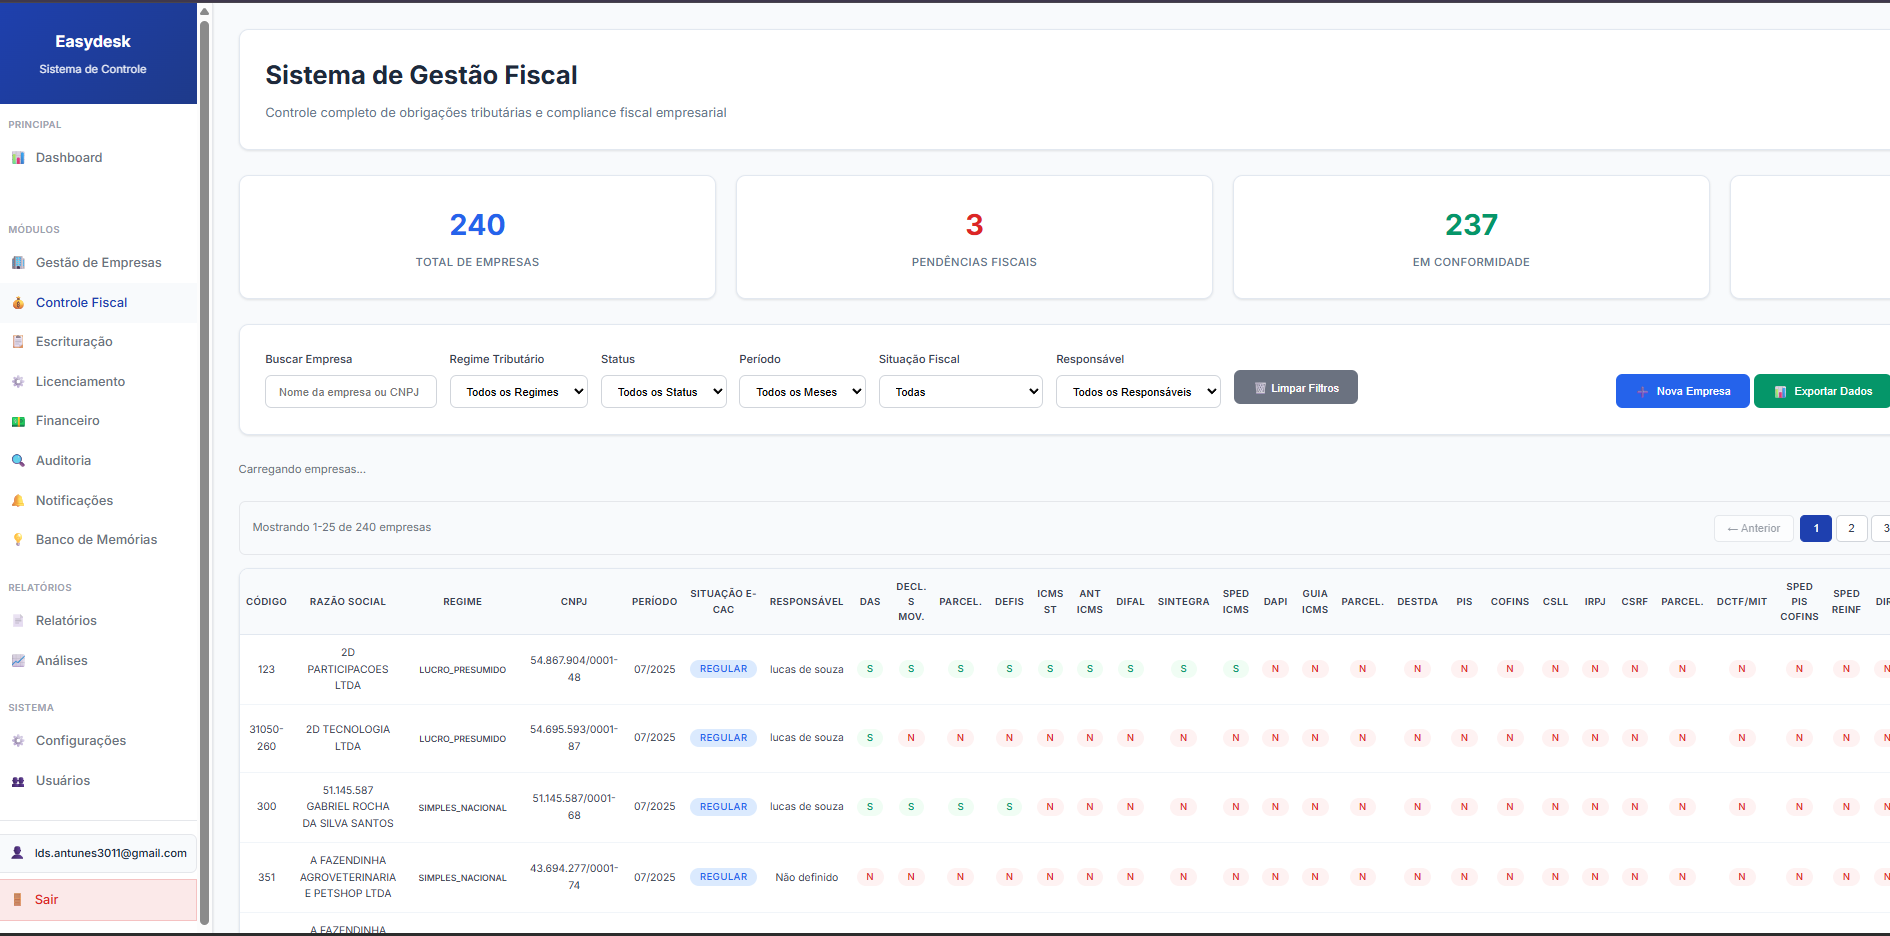 Easydesk
Sistema de Controle
PRINCIPAL
Dashboard
MÓDULOS
Gestão de Empresas
Controle Fiscal
Escrituração
Licenciamento
Financeiro
Auditoria
Notificações
Banco de Memórias
RELATÓRIOS
Relatórios
Análises
SISTEMA
Configurações
Usuários
lds.antunes3011@gmail.com
Sair
Sistema de Gestão Fiscal
Controle completo de obrigações tributárias e compliance fiscal empresarial
240
TOTAL DE EMPRESAS
3
PENDÊNCIAS FISCAIS
237
EM CONFORMIDADE
Buscar Empresa Regime Tributário Status Período Situação Fiscal Responsável
Nome da empresa ou CNPJ Todos os Regimes Todos os Status Todos os Meses Todas Todos os Responsáveis Limpar Filtros Nova Empresa Exportar Dados
Carregando empresas...
Mostrando 1-25 de 240 empresas
← Anterior 1 2 3
CÓDIGO RAZÃO SOCIAL REGIME CNPJ PERÍODO SITUAÇÃO E-CAC RESPONSÁVEL DAS DECL. S MOV. PARCEL. DEFIS ICMS ST ANT ICMS DIFAL SINTEGRA SPED ICMS DAPI GUIA ICMS PARCEL. DESTDA PIS COFINS CSLL IRPJ CSRF PARCEL. DCTF/MIT SPED PIS COFINS SPED REINF DIR
123 2D PARTICIPACOES LTDA LUCRO_PRESUMIDO 54.867.904/0001-48 07/2025 REGULAR lucas de souza S S S S S S S S S N N N N N N N N N N N N N N
31050-260 2D TECNOLOGIA LTDA LUCRO_PRESUMIDO 54.695.593/0001-87 07/2025 REGULAR lucas de souza S N N N N N N N N N N N N N N N N N N N N N N
300 51.145.587 GABRIEL ROCHA DA SILVA SANTOS SIMPLES_NACIONAL 51.145.587/0001-68 07/2025 REGULAR lucas de souza S S S S N N N N N N N N N N N N N N N N N N N
351 A FAZENDINHA AGROVETERINARIA E PETSHOP LTDA SIMPLES_NACIONAL 43.694.277/0001-74 07/2025 REGULAR Não definido N N N N N N N N N N N N N N N N N N N N N N N
A FAZENDINHA